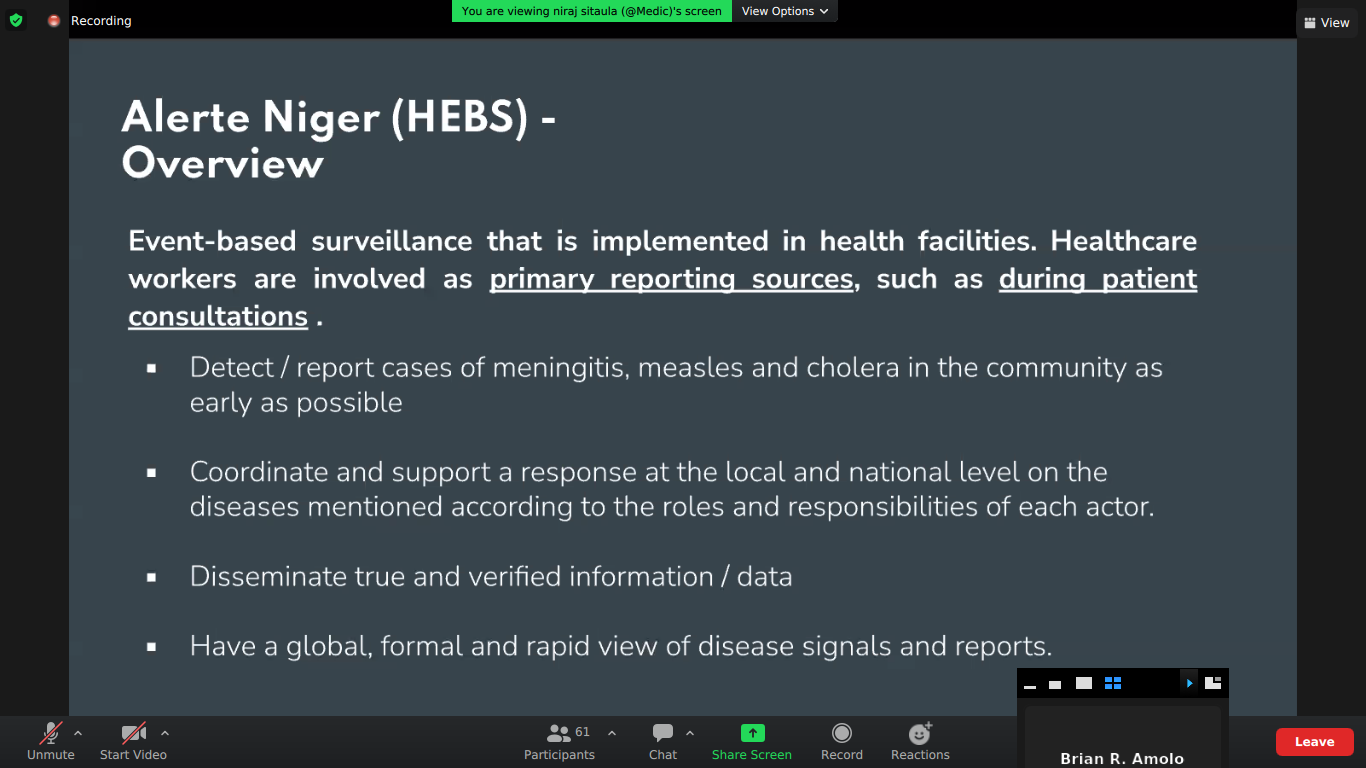 Recording
You are viewing niraj sitaula (@Medic)'s screen
View Options
View
Alerte Niger (HEBS) -
Overview
Event-based surveillance that is implemented in health facilities. Healthcare
workers are involved as primary reporting sources, such as during patient
consultations .
Detect / report cases of meningitis, measles and cholera in the community as
early as possible
Coordinate and support a response at the local and national level on the
diseases mentioned according to the roles and responsibilities of each actor.
Disseminate true and verified information / data
Have a global, formal and rapid view of disease signals and reports.
Unmute
Start Video
61
Participants
Chat
Share Screen
Record
Reactions
Brian R. Amolo
Leave